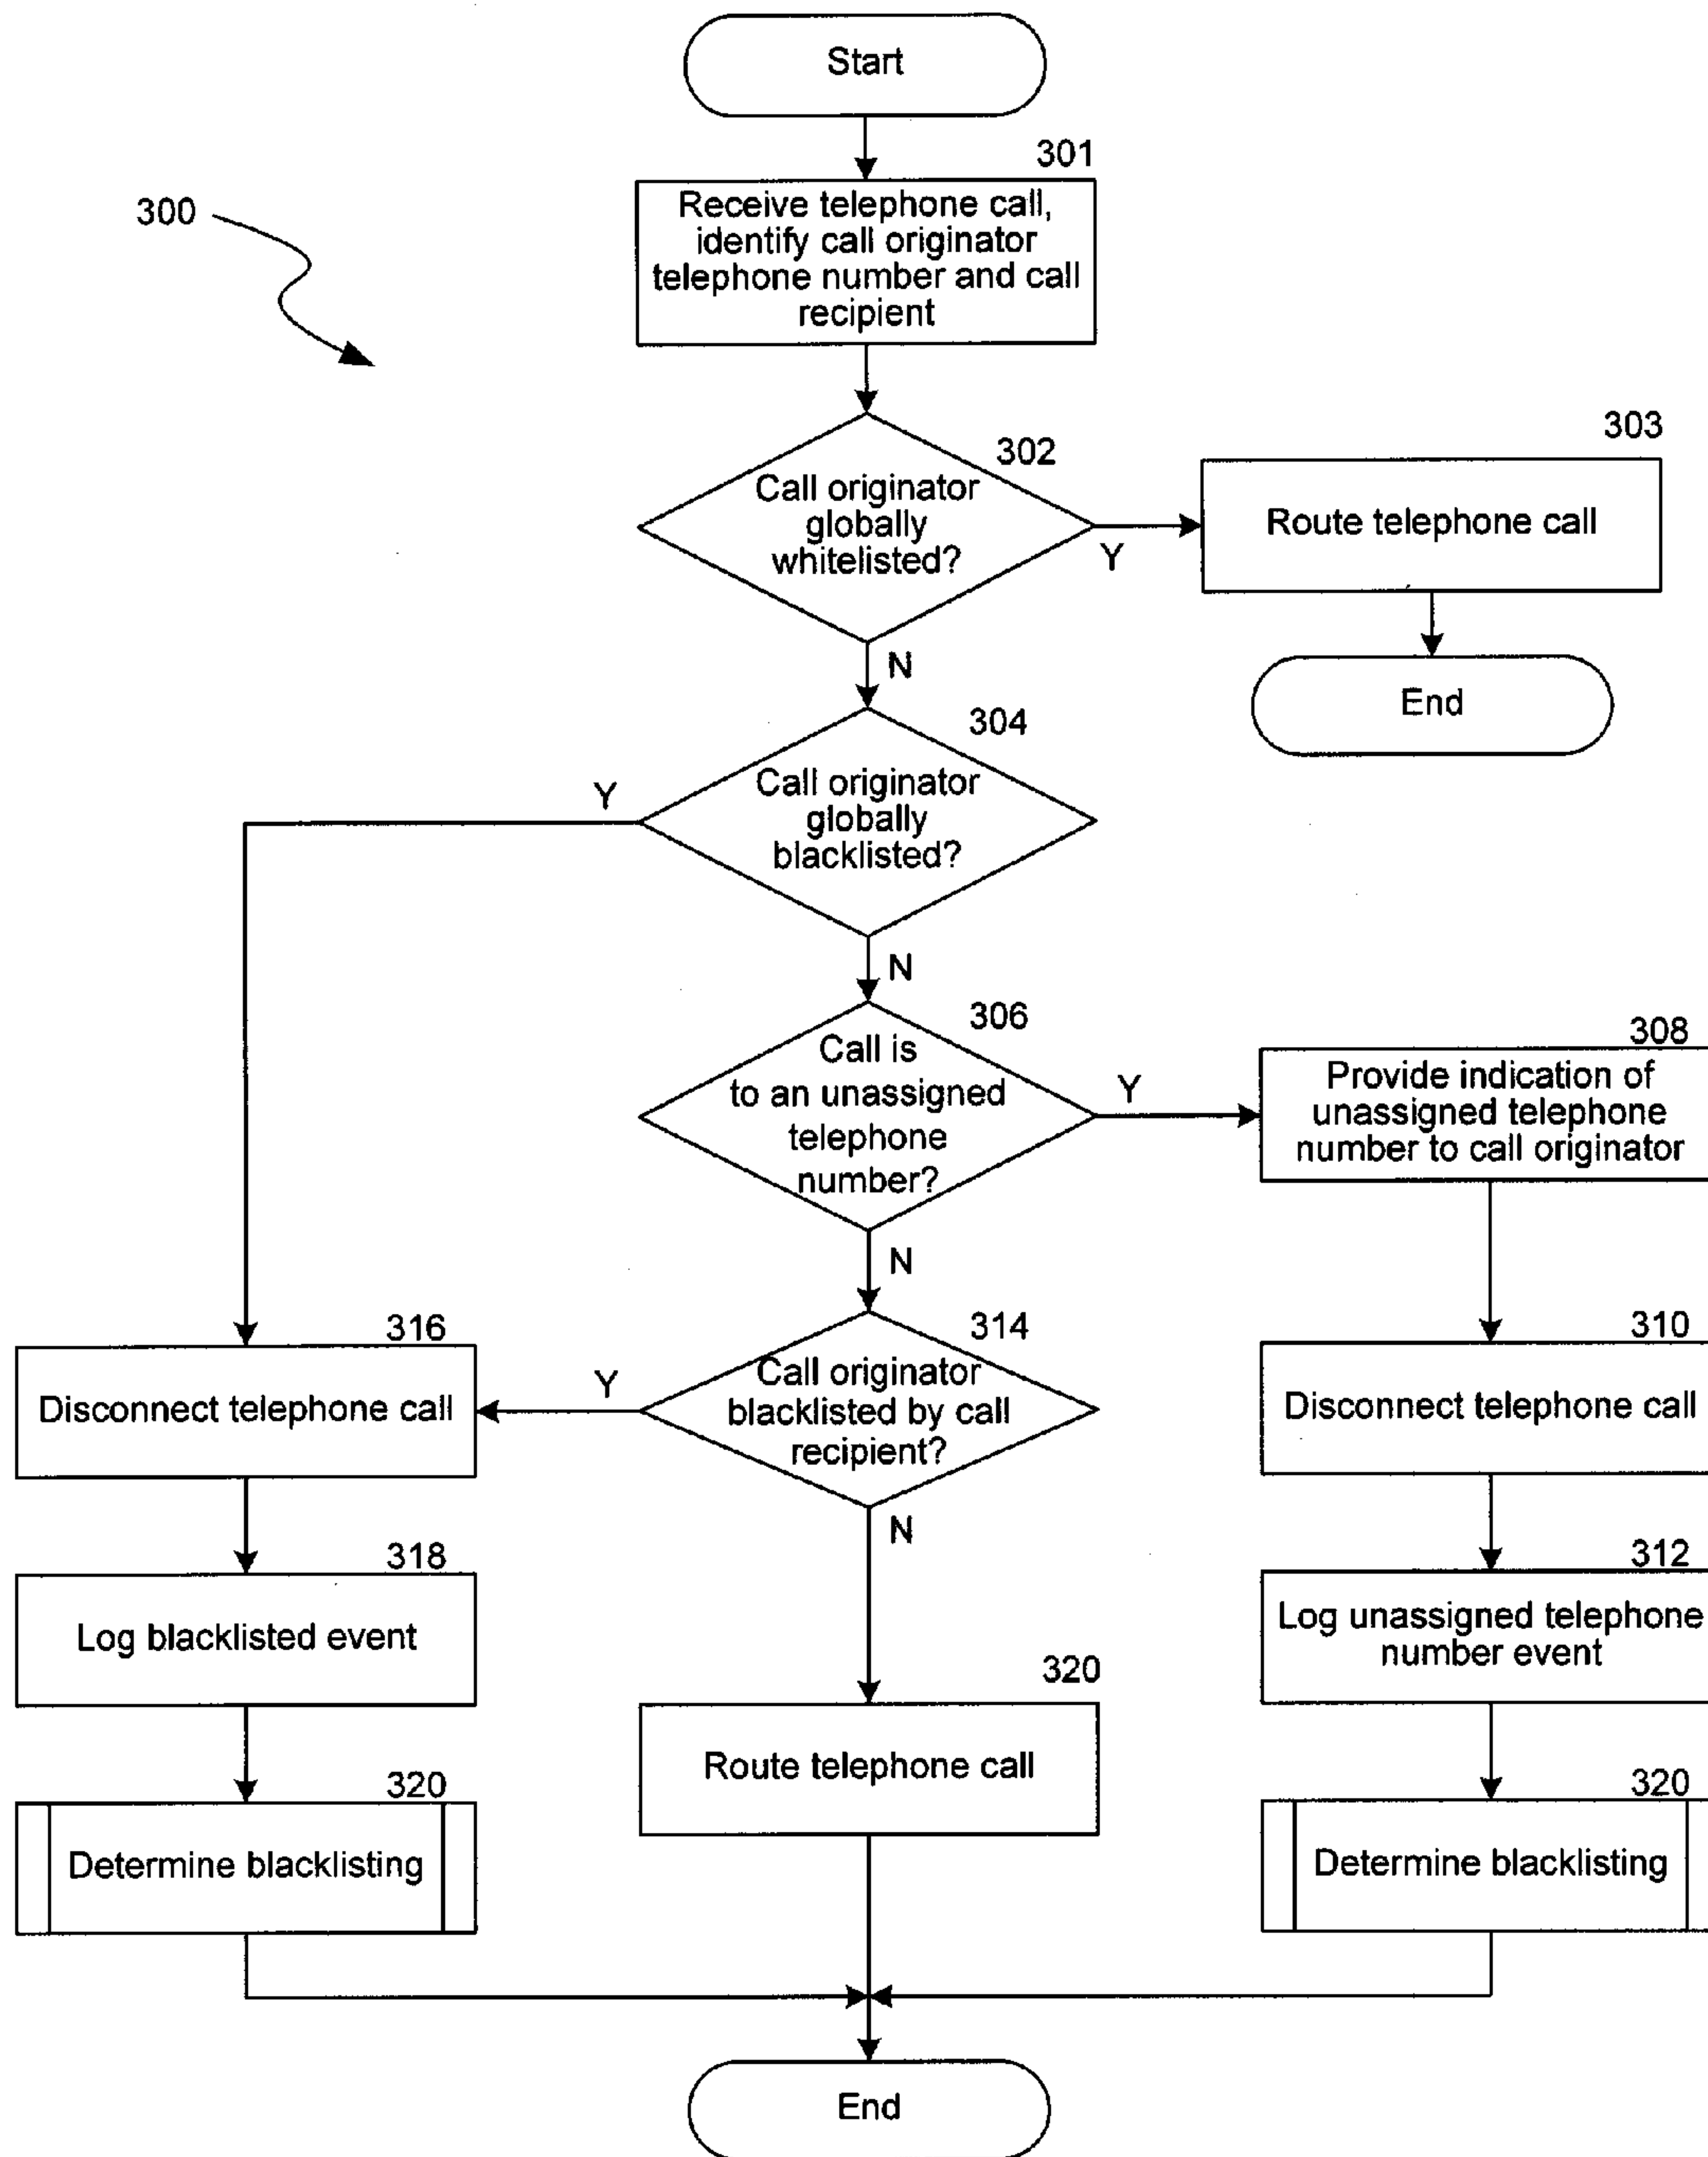 Start
301
Receive telephone call,
identify call originator
telephone number and call
recipient
300
302
Call originator
globally
whitelisted?
Y
303
Route telephone call
End
N
304
Call originator
globally
blacklisted?
Y
N
306
Call is
to an unassigned
telephone
number?
Y
308
Provide indication of
unassigned telephone
number to call originator
N
314
Call originator
blacklisted by call
recipient?
Y
316
Disconnect telephone call
310
Disconnect telephone call
N
318
Log blacklisted event
312
Log unassigned telephone
number event
320
Route telephone call
320
Determine blacklisting
320
Determine blacklisting
End